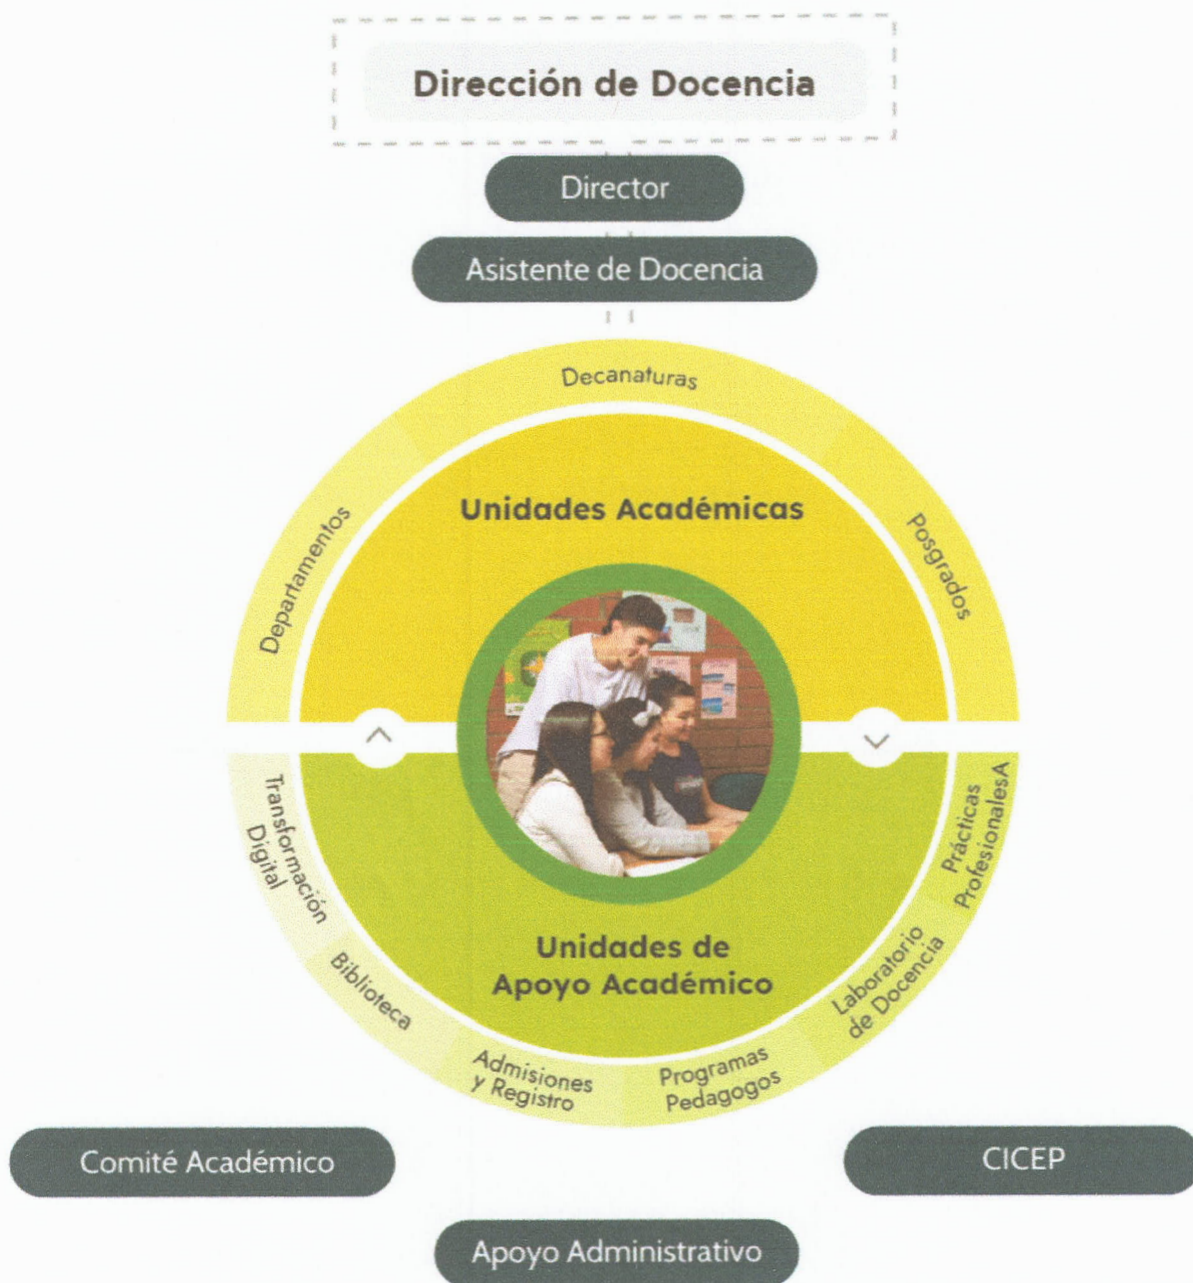 Dirección de Docencia
Director
Asistente de Docencia
Decanaturas
Departamentos
Posgrados
Unidades Académicas
Transformación
Digital
Biblioteca
Admisiones
y Registro
Programas
Pedagogos
Laboratorio
de Docencia
Prácticas
ProfesionalesA
Unidades de
Apoyo Académico
Comité Académico
CICEP
Apoyo Administrativo